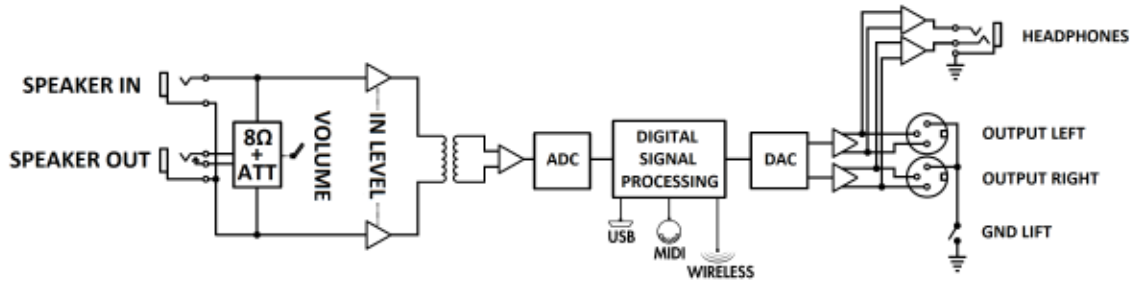 SPEAKER IN
SPEAKER OUT
8Ω
+
ATT
VOLUME
IN LEVEL
ADC
DIGITAL
SIGNAL
PROCESSING
USB
MIDI
WIRELESS
DAC
HEADPHONES
OUTPUT LEFT
OUTPUT RIGHT
GND LIFT